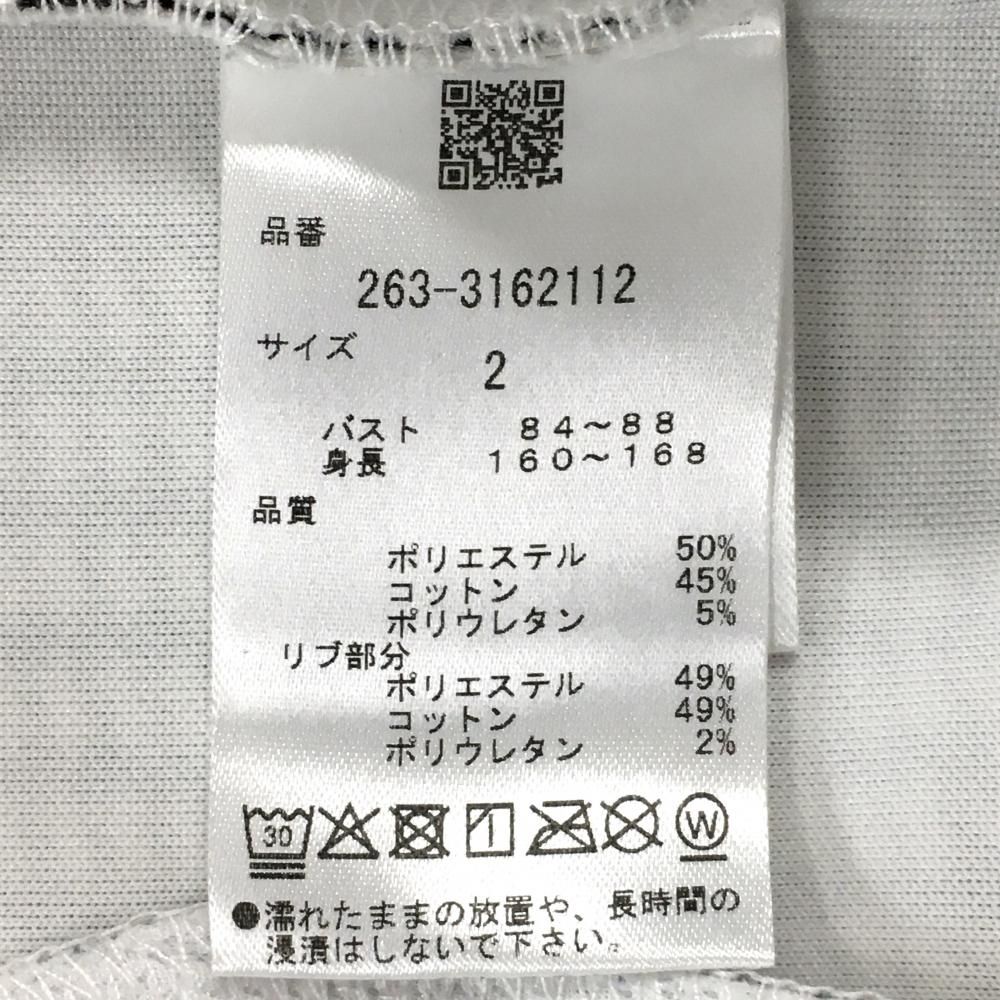 品番
263-3162112
サイズ
2
バスト 84～88
身長 160～168
品質
ポリエステル 50%
コットン 45%
ポリウレタン 5%
リブ部分
ポリエステル 49%
コットン 49%
ポリウレタン 2%
30 W
●濡れたままの放置や、長時間の
浸漬はしないで下さい。